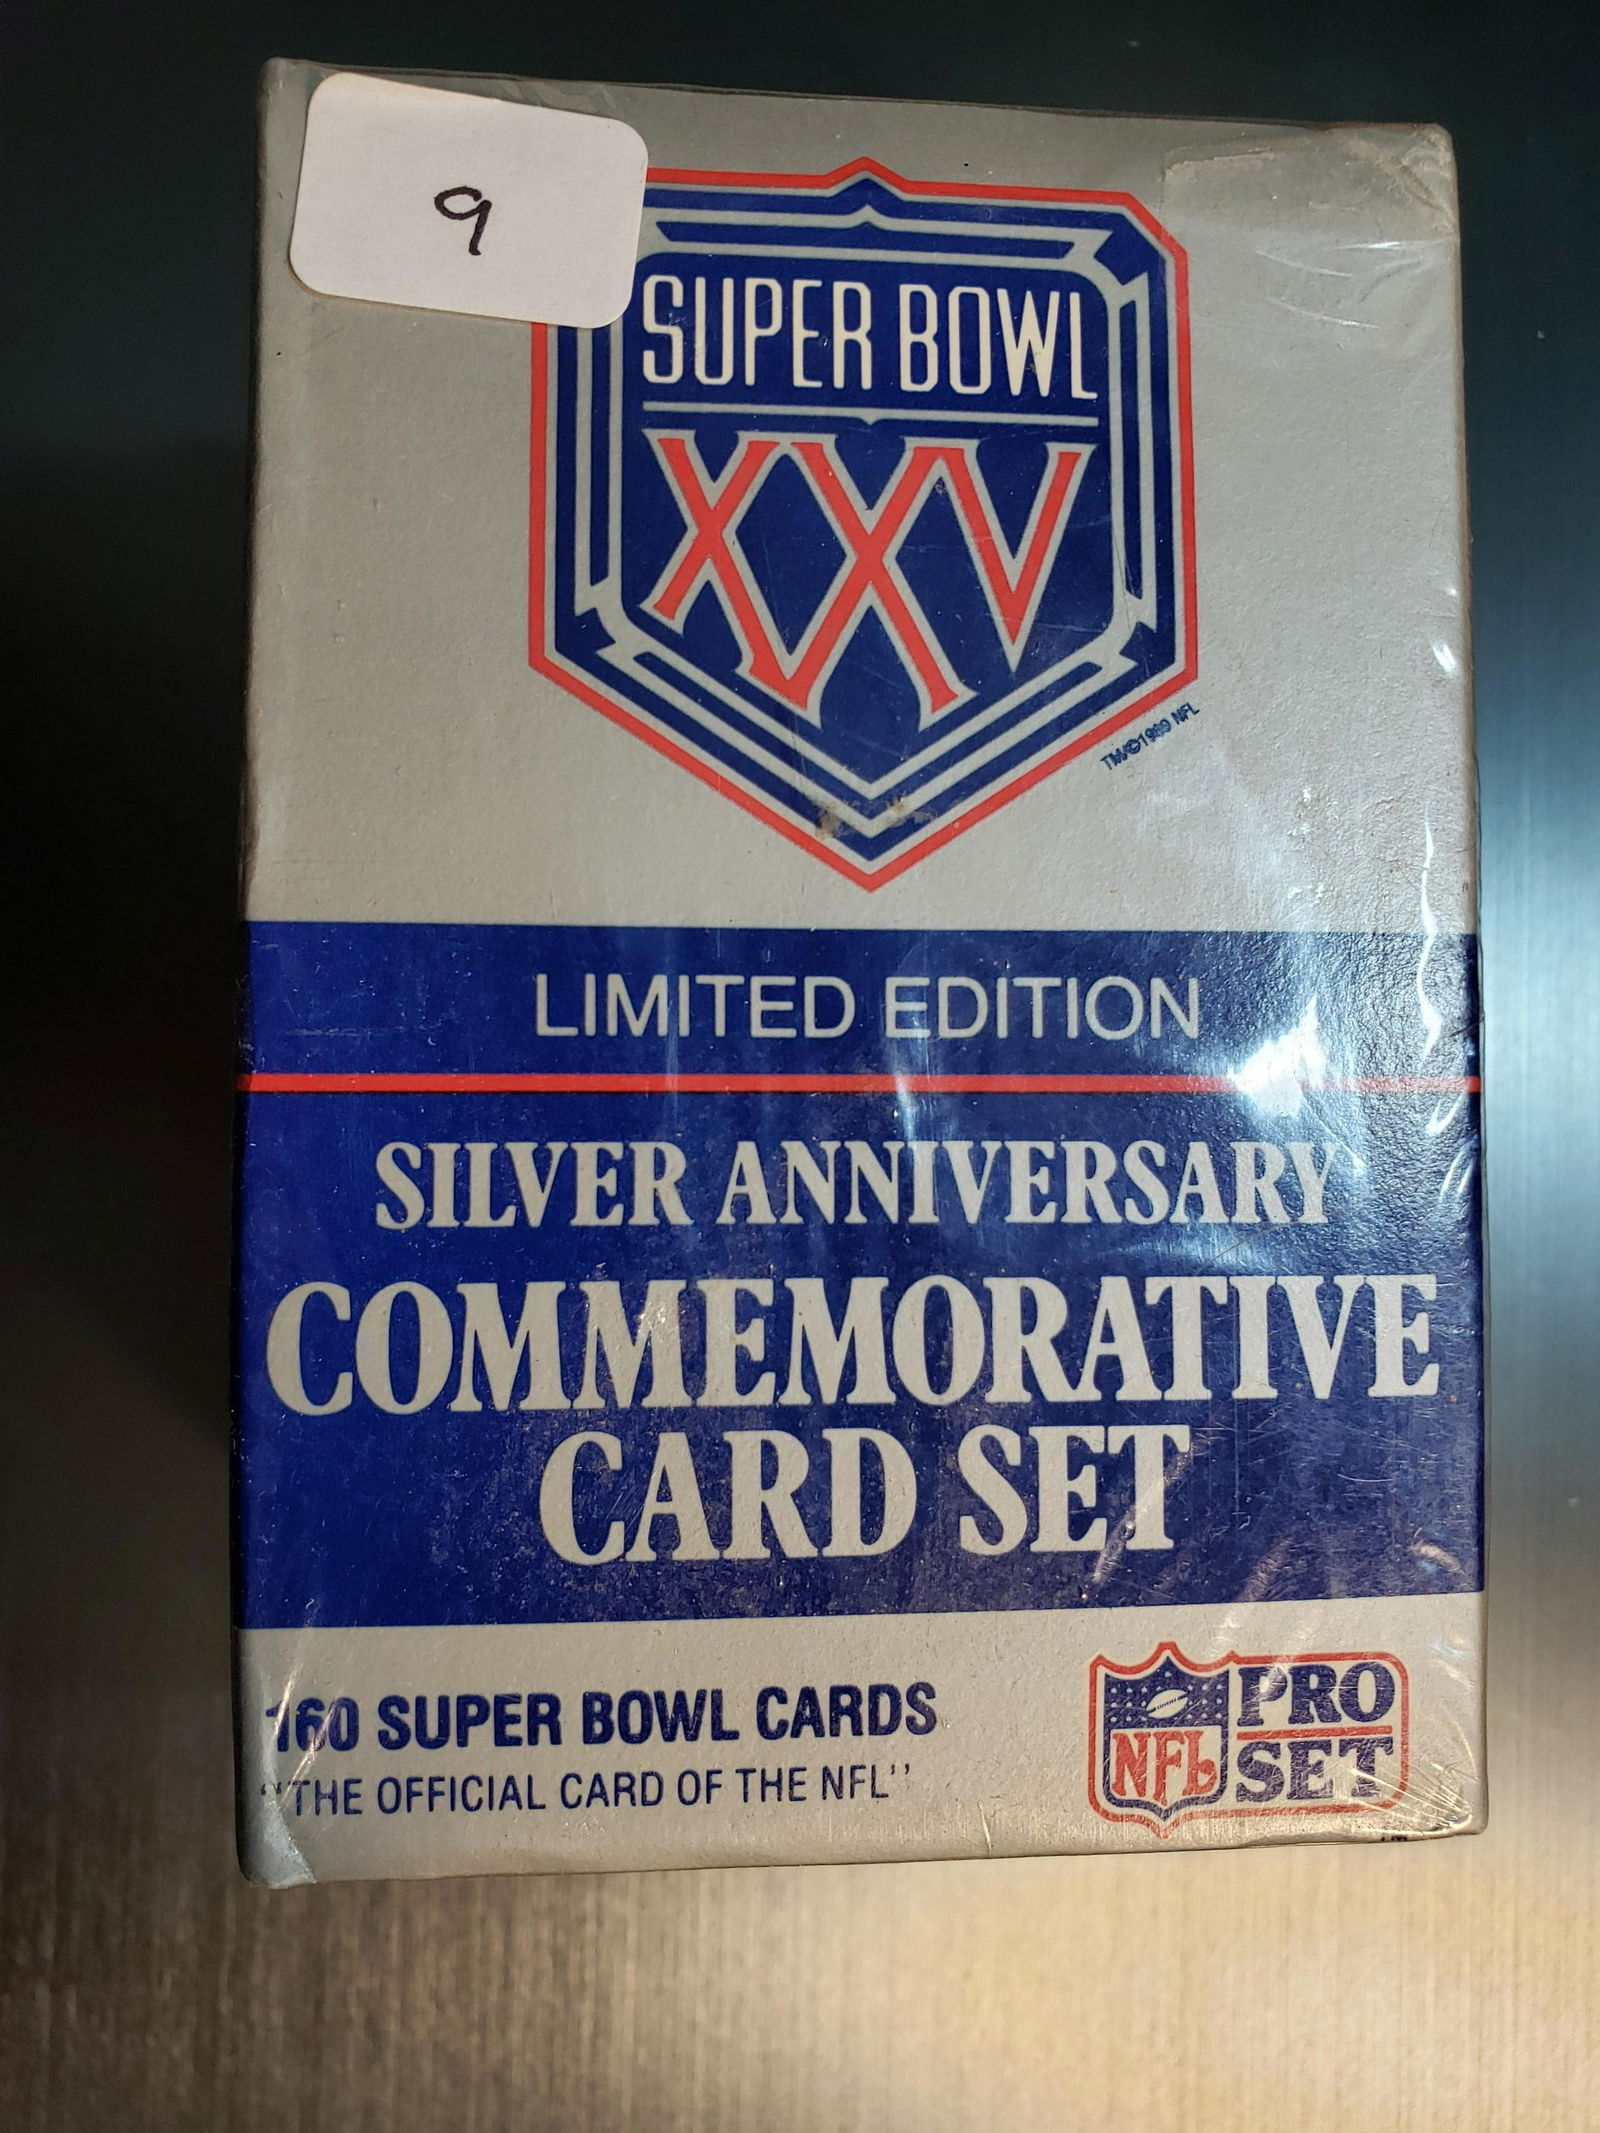 9
SUPER BOWL
XXV
TM/©1989 NFL
LIMITED EDITION
SILVER ANNIVERSARY
COMMEMORATIVE
CARD SET
160 SUPER BOWL CARDS
"THE OFFICIAL CARD OF THE NFL"
NFL
PRO
SET